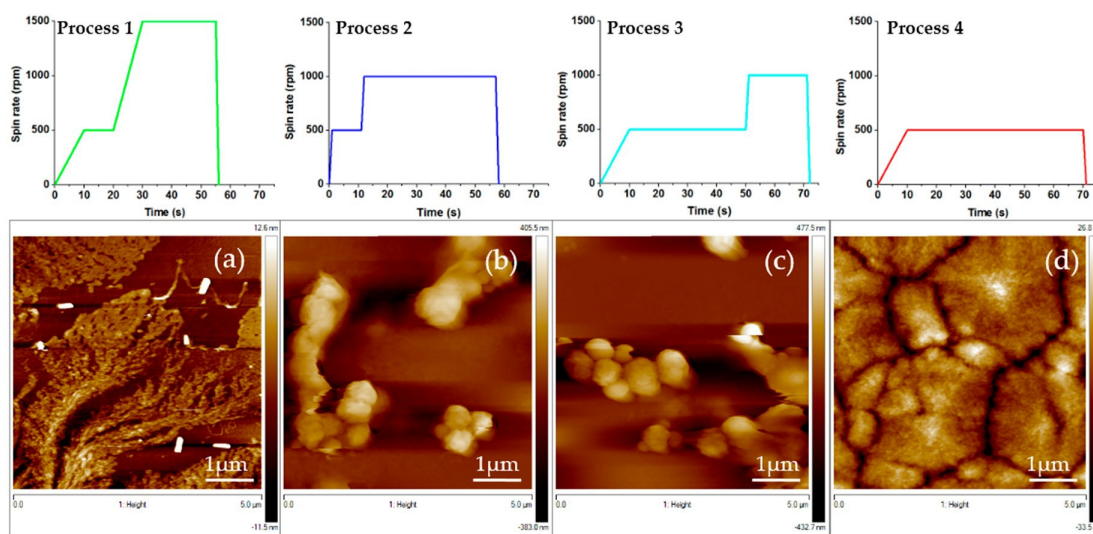 Process 1
1500
1000
500
0
Spin rate (rpm)
0 10 20 30 40 50 60 70
Time (s)
Process 2
1500
1000
500
0
Spin rate (rpm)
0 10 20 30 40 50 60 70
Time (s)
Process 3
1500
1000
500
0
Spin rate (rpm)
0 10 20 30 40 50 60 70
Time (s)
Process 4
1500
1000
500
0
Spin rate (rpm)
0 10 20 30 40 50 60 70
Time (s)
12.6 nm
(a)
1µm
0.0 1: Height 5.0 µm
-11.5 nm
405.5 nm
(b)
1µm
0.0 1: Height 5.0 µm
-383.0 nm
477.5 nm
(c)
1µm
0.0 1: Height 5.0 µm
-432.7 nm
26.8
(d)
1µm
0.0 1: Height 5.0 µm
-33.5